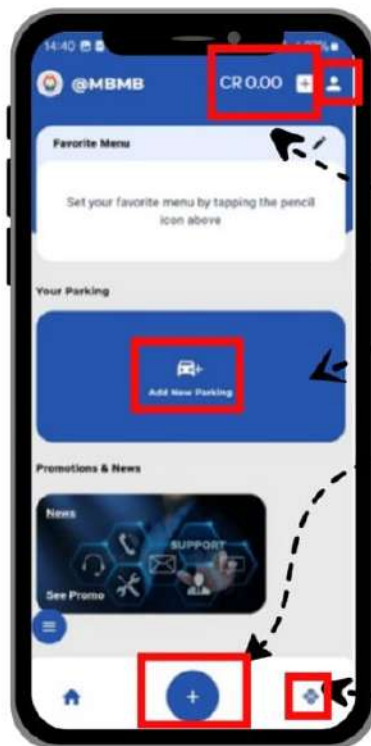 14:40
@MBMB
CR 0.00
Favorite Menu
Set your favorite menu by tapping the pencil
icon above
Your Parking
Add New Parking
Promotions & News
News
SUPPORT
See Promo